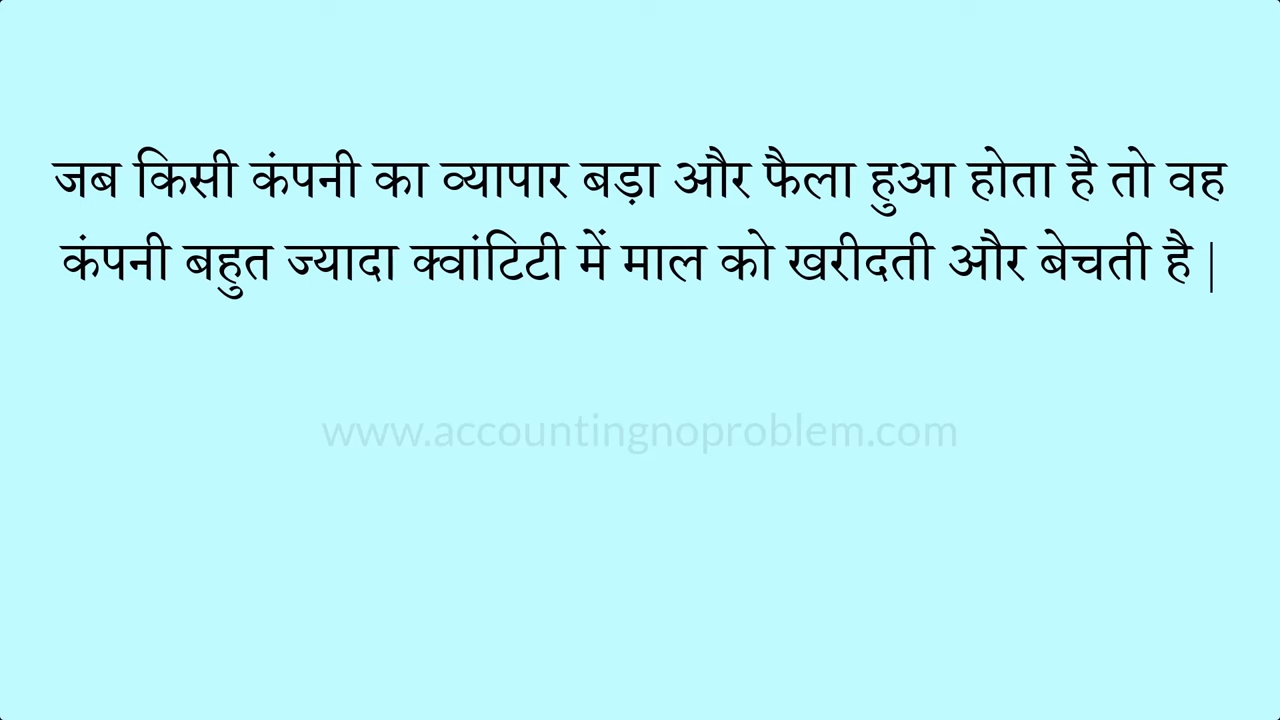 जब किसी कंपनी का व्यापार बड़ा और फैला हुआ होता है तो वह
कंपनी बहुत ज्यादा क्वांटिटी में माल को खरीदती और बेचती है |
www.accountingnoproblem.com